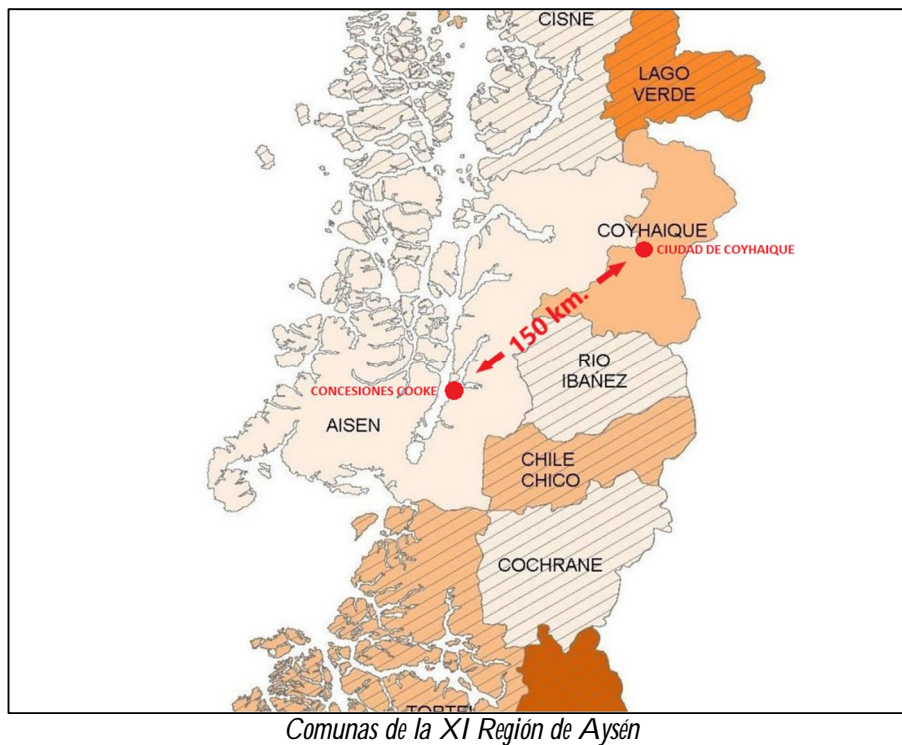 CISNE
LAGO
VERDE
COYHAIQUE
CIUDAD DE COYHAIQUE
150 km.
RIO
IBAÑEZ
CONCESIONES COOKE
AISEN
CHILE
CHICO
COCHRANE
TORTEL
Comunas de la XI Región de Aysén